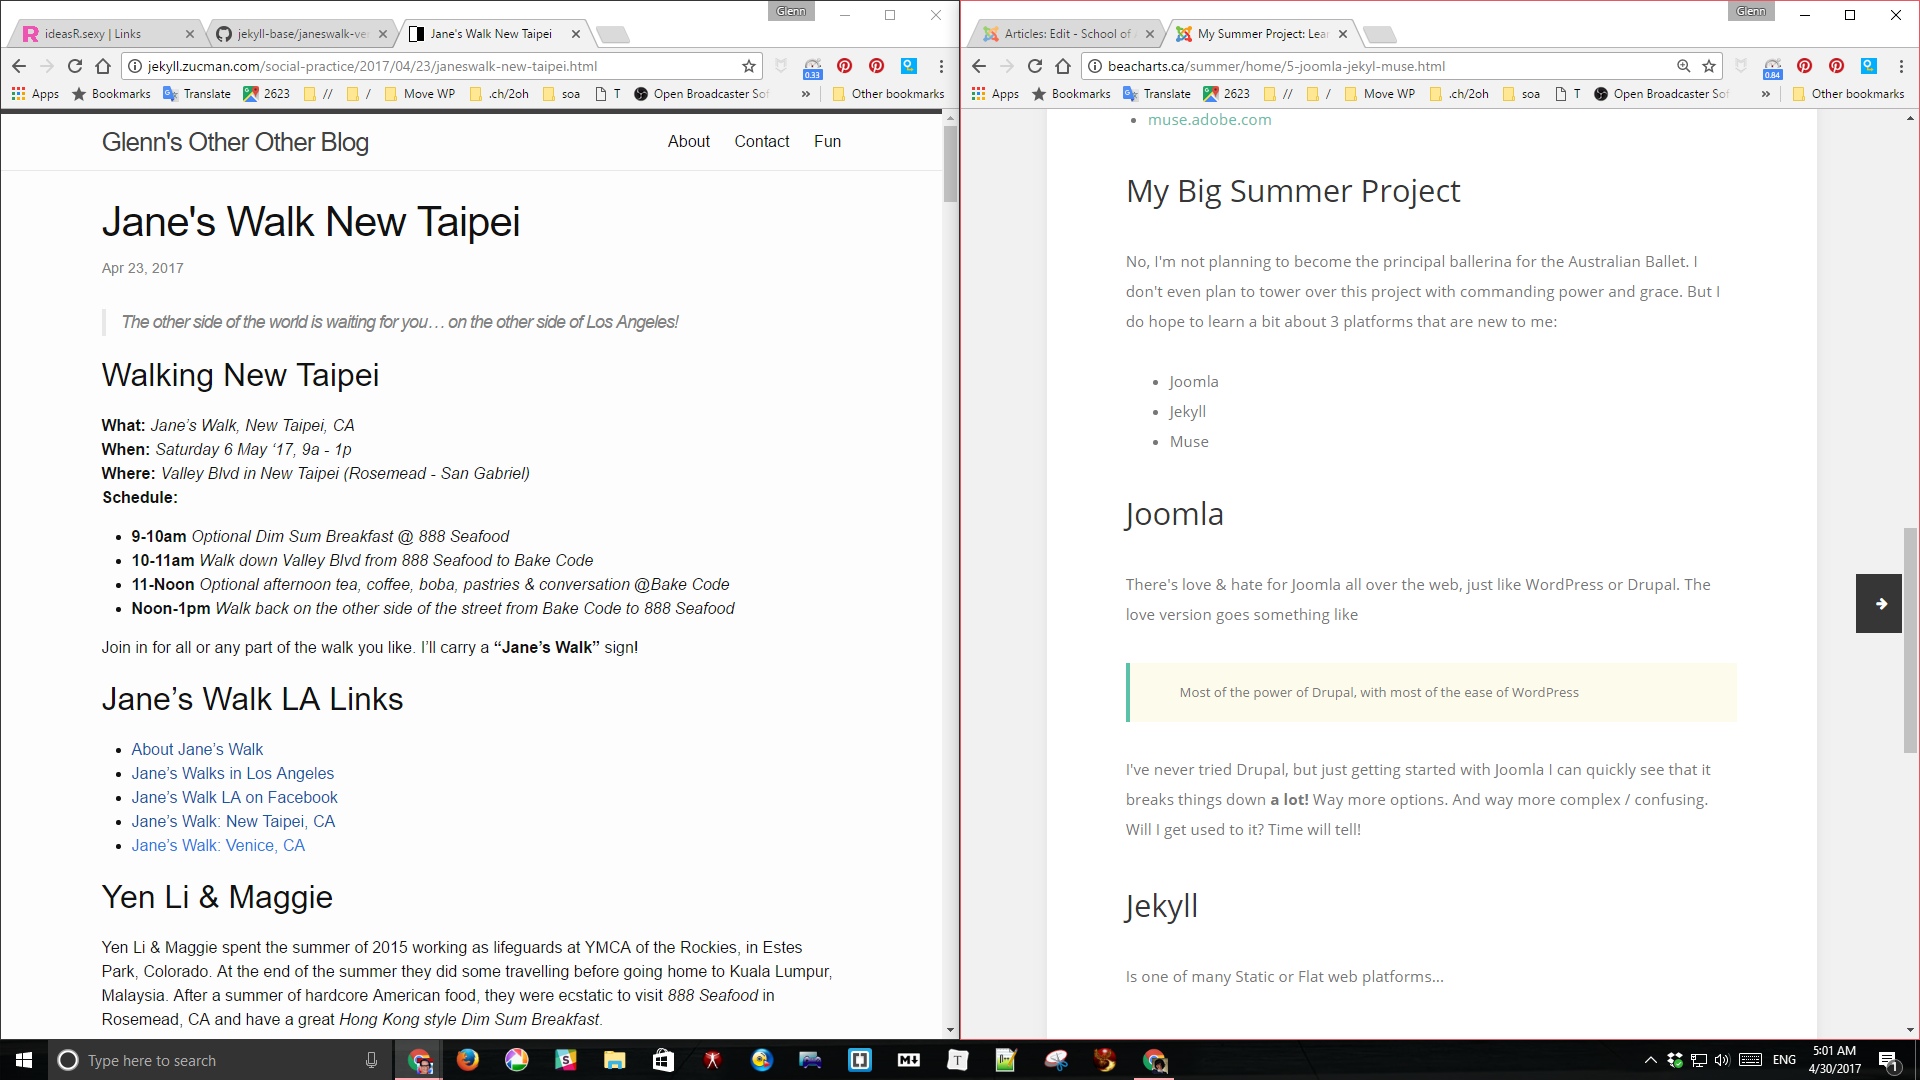 Glenn
ideasR.sexy | Links
jekyll-base/janeswalk-ve
Jane's Walk New Taipei
jekyll.zucman.com/social-practice/2017/04/23/janeswalk-new-taipei.html
0.33
Apps
Bookmarks
Translate
2623
//
/
Move WP
.ch/2oh
soa
T
Open Broadcaster Sof
»
Other bookmarks
Glenn's Other Other Blog
About
Contact
Fun
Jane's Walk New Taipei
Apr 23, 2017
The other side of the world is waiting for you… on the other side of Los Angeles!
Walking New Taipei
What: Jane’s Walk, New Taipei, CA
When: Saturday 6 May ‘17, 9a - 1p
Where: Valley Blvd in New Taipei (Rosemead - San Gabriel)
Schedule:
• 9-10am Optional Dim Sum Breakfast @ 888 Seafood
• 10-11am Walk down Valley Blvd from 888 Seafood to Bake Code
• 11-Noon Optional afternoon tea, coffee, boba, pastries & conversation @Bake Code
• Noon-1pm Walk back on the other side of the street from Bake Code to 888 Seafood
Join in for all or any part of the walk you like. I’ll carry a “Jane’s Walk” sign!
Jane’s Walk LA Links
• About Jane’s Walk
• Jane’s Walks in Los Angeles
• Jane’s Walk LA on Facebook
• Jane’s Walk: New Taipei, CA
• Jane’s Walk: Venice, CA
Yen Li & Maggie
Yen Li & Maggie spent the summer of 2015 working as lifeguards at YMCA of the Rockies, in Estes
Park, Colorado. At the end of the summer they did some travelling before going home to Kuala Lumpur,
Malaysia. After a summer of hardcore American food, they were ecstatic to visit 888 Seafood in
Rosemead, CA and have a great Hong Kong style Dim Sum Breakfast.
Glenn
Articles: Edit - School of
My Summer Project: Lear
beacharts.ca/summer/home/5-joomla-jekyl-muse.html
0.84
Apps
Bookmarks
Translate
2623
//
/
Move WP
.ch/2oh
soa
T
Open Broadcaster Sof
»
Other bookmarks
• muse.adobe.com
My Big Summer Project
No, I'm not planning to become the principal ballerina for the Australian Ballet. I
don't even plan to tower over this project with commanding power and grace. But I
do hope to learn a bit about 3 platforms that are new to me:
• Joomla
• Jekyll
• Muse
Joomla
There's love & hate for Joomla all over the web, just like WordPress or Drupal. The
love version goes something like
Most of the power of Drupal, with most of the ease of WordPress
I've never tried Drupal, but just getting started with Joomla I can quickly see that it
breaks things down a lot! Way more options. And way more complex / confusing.
Will I get used to it? Time will tell!
Jekyll
Is one of many Static or Flat web platforms...
Type here to search
ENG
5:01 AM
4/30/2017
1